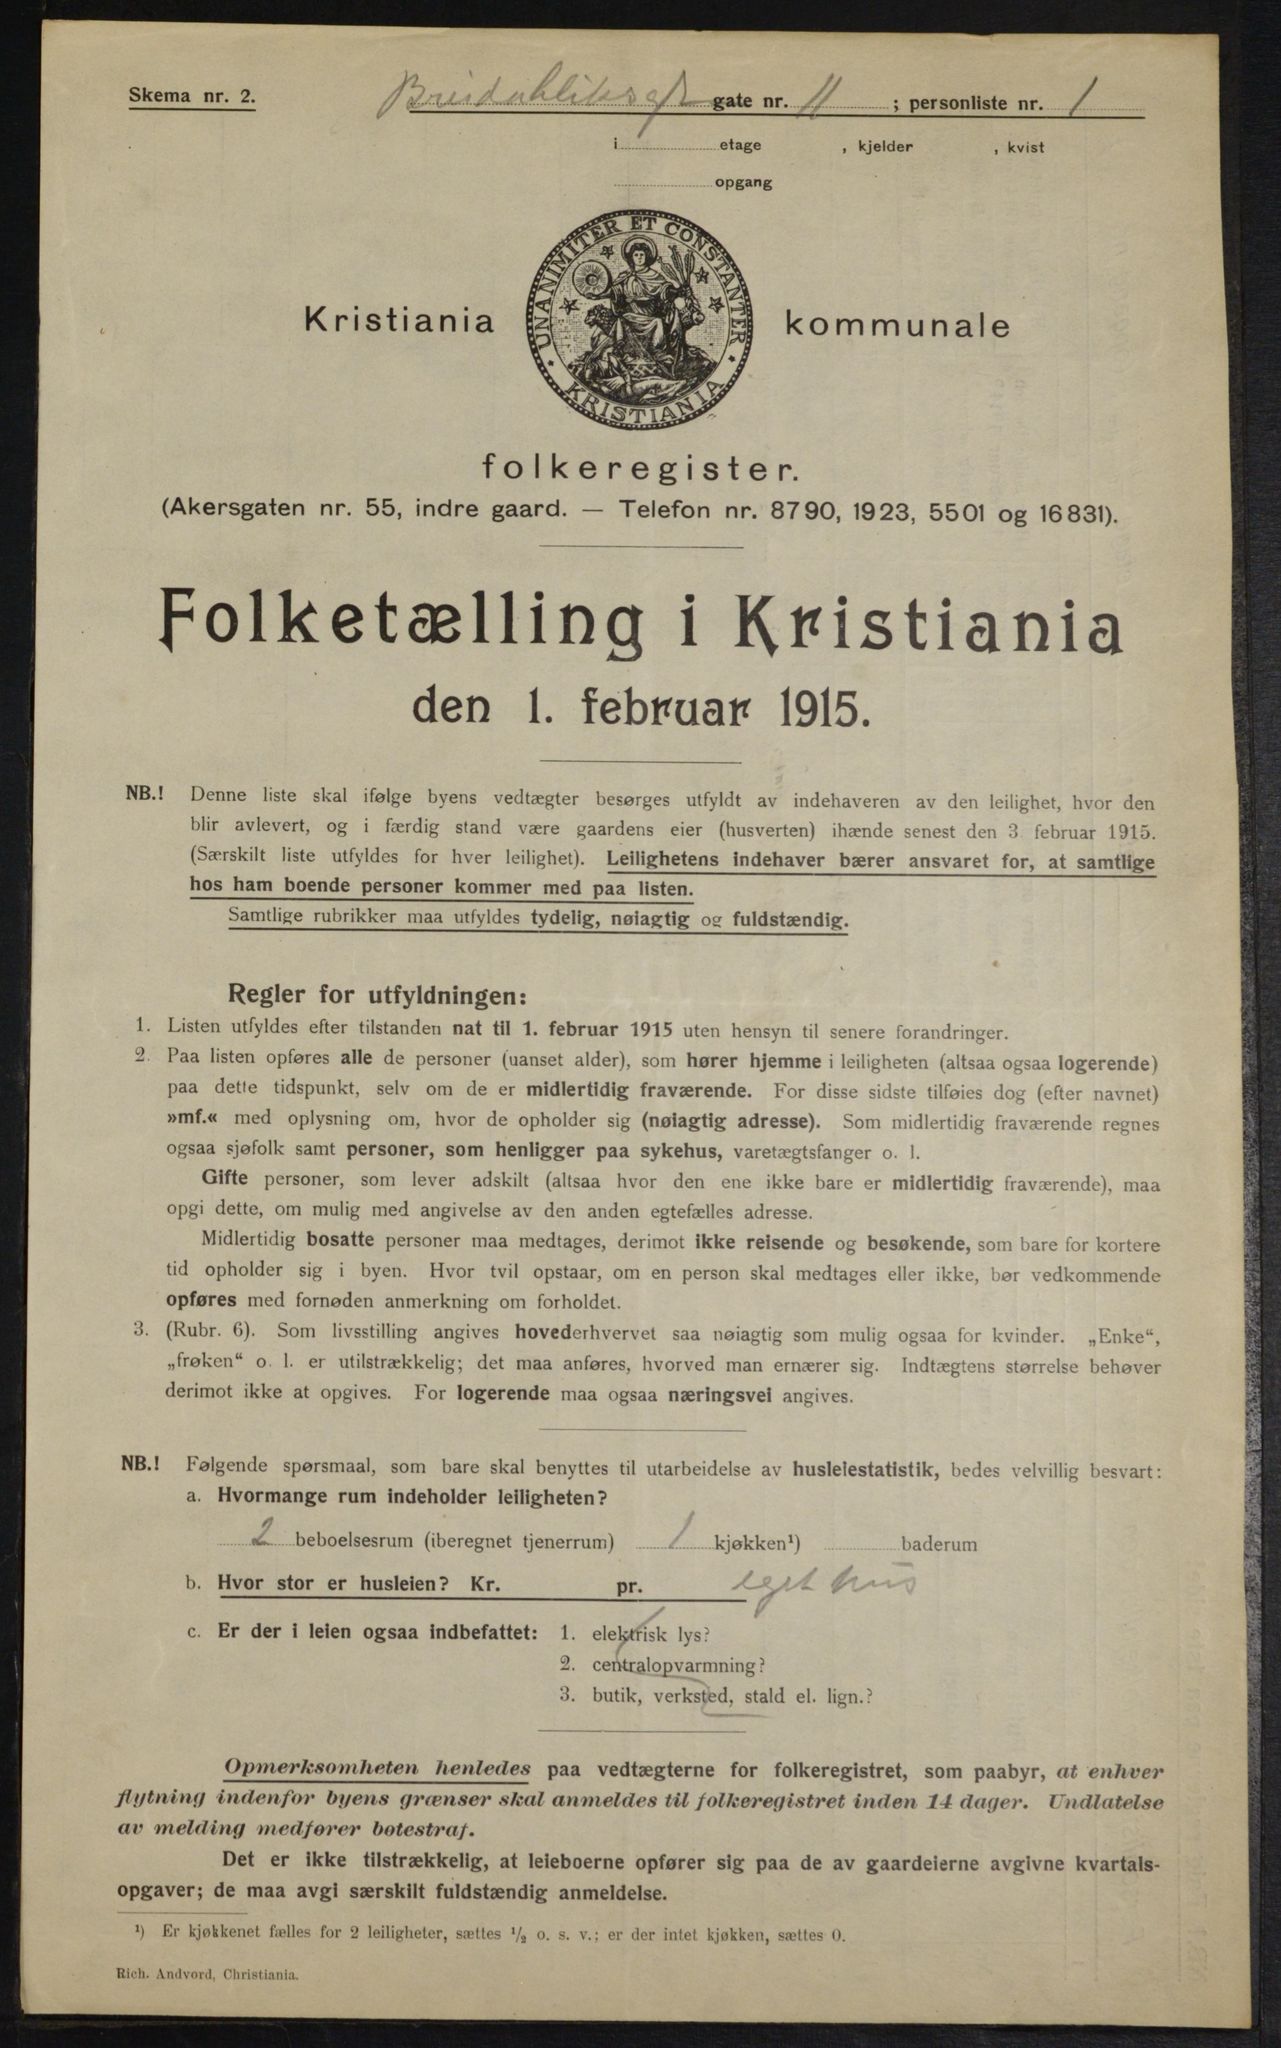 Skema nr. 2.
Breidabliksgt gate nr. 11 ; personliste nr. 1
i etage , kjelder , kvist
opgang
UNANIMITER ET CONSTANTER
KRISTIANIA
Kristiania kommunale
folkeregister.
(Akersgaten nr. 55, indre gaard. — Telefon nr. 8790, 1923, 5501 og 16831).
Folketælling i Kristiania
den 1. februar 1915.
NB.! Denne liste skal ifølge byens vedtægter besørges utfyldt av indehaveren av den leilighet, hvor den
blir avlevert, og i færdig stand være gaardens eier (husverten) ihænde senest den 3. februar 1915.
(Særskilt liste utfyldes for hver leilighet). Leilighetens indehaver bærer ansvaret for, at samtlige
hos ham boende personer kommer med paa listen.
Samtlige rubrikker maa utfyldes tydelig, nøiagtig og fuldstændig.
Regler for utfyldningen:
1. Listen utfyldes efter tilstanden nat til 1. februar 1915 uten hensyn til senere forandringer.
2. Paa listen opføres alle de personer (uanset alder), som hører hjemme i leiligheten (altsaa ogsaa logerende)
paa dette tidspunkt, selv om de er midlertidig fraværende. For disse sidste tilføies dog (efter navnet)
»mf.« med oplysning om, hvor de opholder sig (nøiagtig adresse). Som midlertidig fraværende regnes
ogsaa sjøfolk samt personer, som henligger paa sykehus, varetægtsfanger o. l.
Gifte personer, som lever adskilt (altsaa hvor den ene ikke bare er midlertidig fraværende), maa
opgi dette, om mulig med angivelse av den anden egtefælles adresse.
Midlertidig bosatte personer maa medtages, derimot ikke reisende og besøkende, som bare for kortere
tid opholder sig i byen. Hvor tvil opstaar, om en person skal medtages eller ikke, bør vedkommende
opføres med fornøden anmerkning om forholdet.
3. (Rubr. 6). Som livsstilling angives hovederhvervet saa nøiagtig som mulig ogsaa for kvinder. „Enke“,
„frøken“ o. l. er utilstrækkelig; det maa anføres, hvorved man ernærer sig. Indtægtens størrelse behøver
derimot ikke at opgives. For logerende maa ogsaa næringsvei angives.
NB.! Følgende spørsmaal, som bare skal benyttes til utarbeidelse av husleiestatistik, bedes velvillig besvart:
a. Hvormange rum indeholder leiligheten?
2 beboelsesrum (iberegnet tjenerrum) 1 kjøkken¹) baderum
b. Hvor stor er husleien? Kr. pr. eget hus
c. Er der i leien ogsaa indbefattet: 1. elektrisk lys?
2. centralopvarmning?
3. butik, verksted, stald el. lign.?
Opmerksomheten henledes paa vedtægterne for folkeregistret, som paabyr, at enhver
flytning indenfor byens grænser skal anmeldes til folkeregistret inden 14 dager. Undlatelse
av melding medfører bøtestraf.
Det er ikke tilstrækkelig, at leieboerne opfører sig paa de av gaardeierne avgivne kvartals-
opgaver; de maa avgi særskilt fuldstændig anmeldelse.
¹) Er kjøkkenet fælles for 2 leiligheter, sættes ½ o. s. v.; er der intet kjøkken, sættes 0.
Rich. Andvord, Christiania.